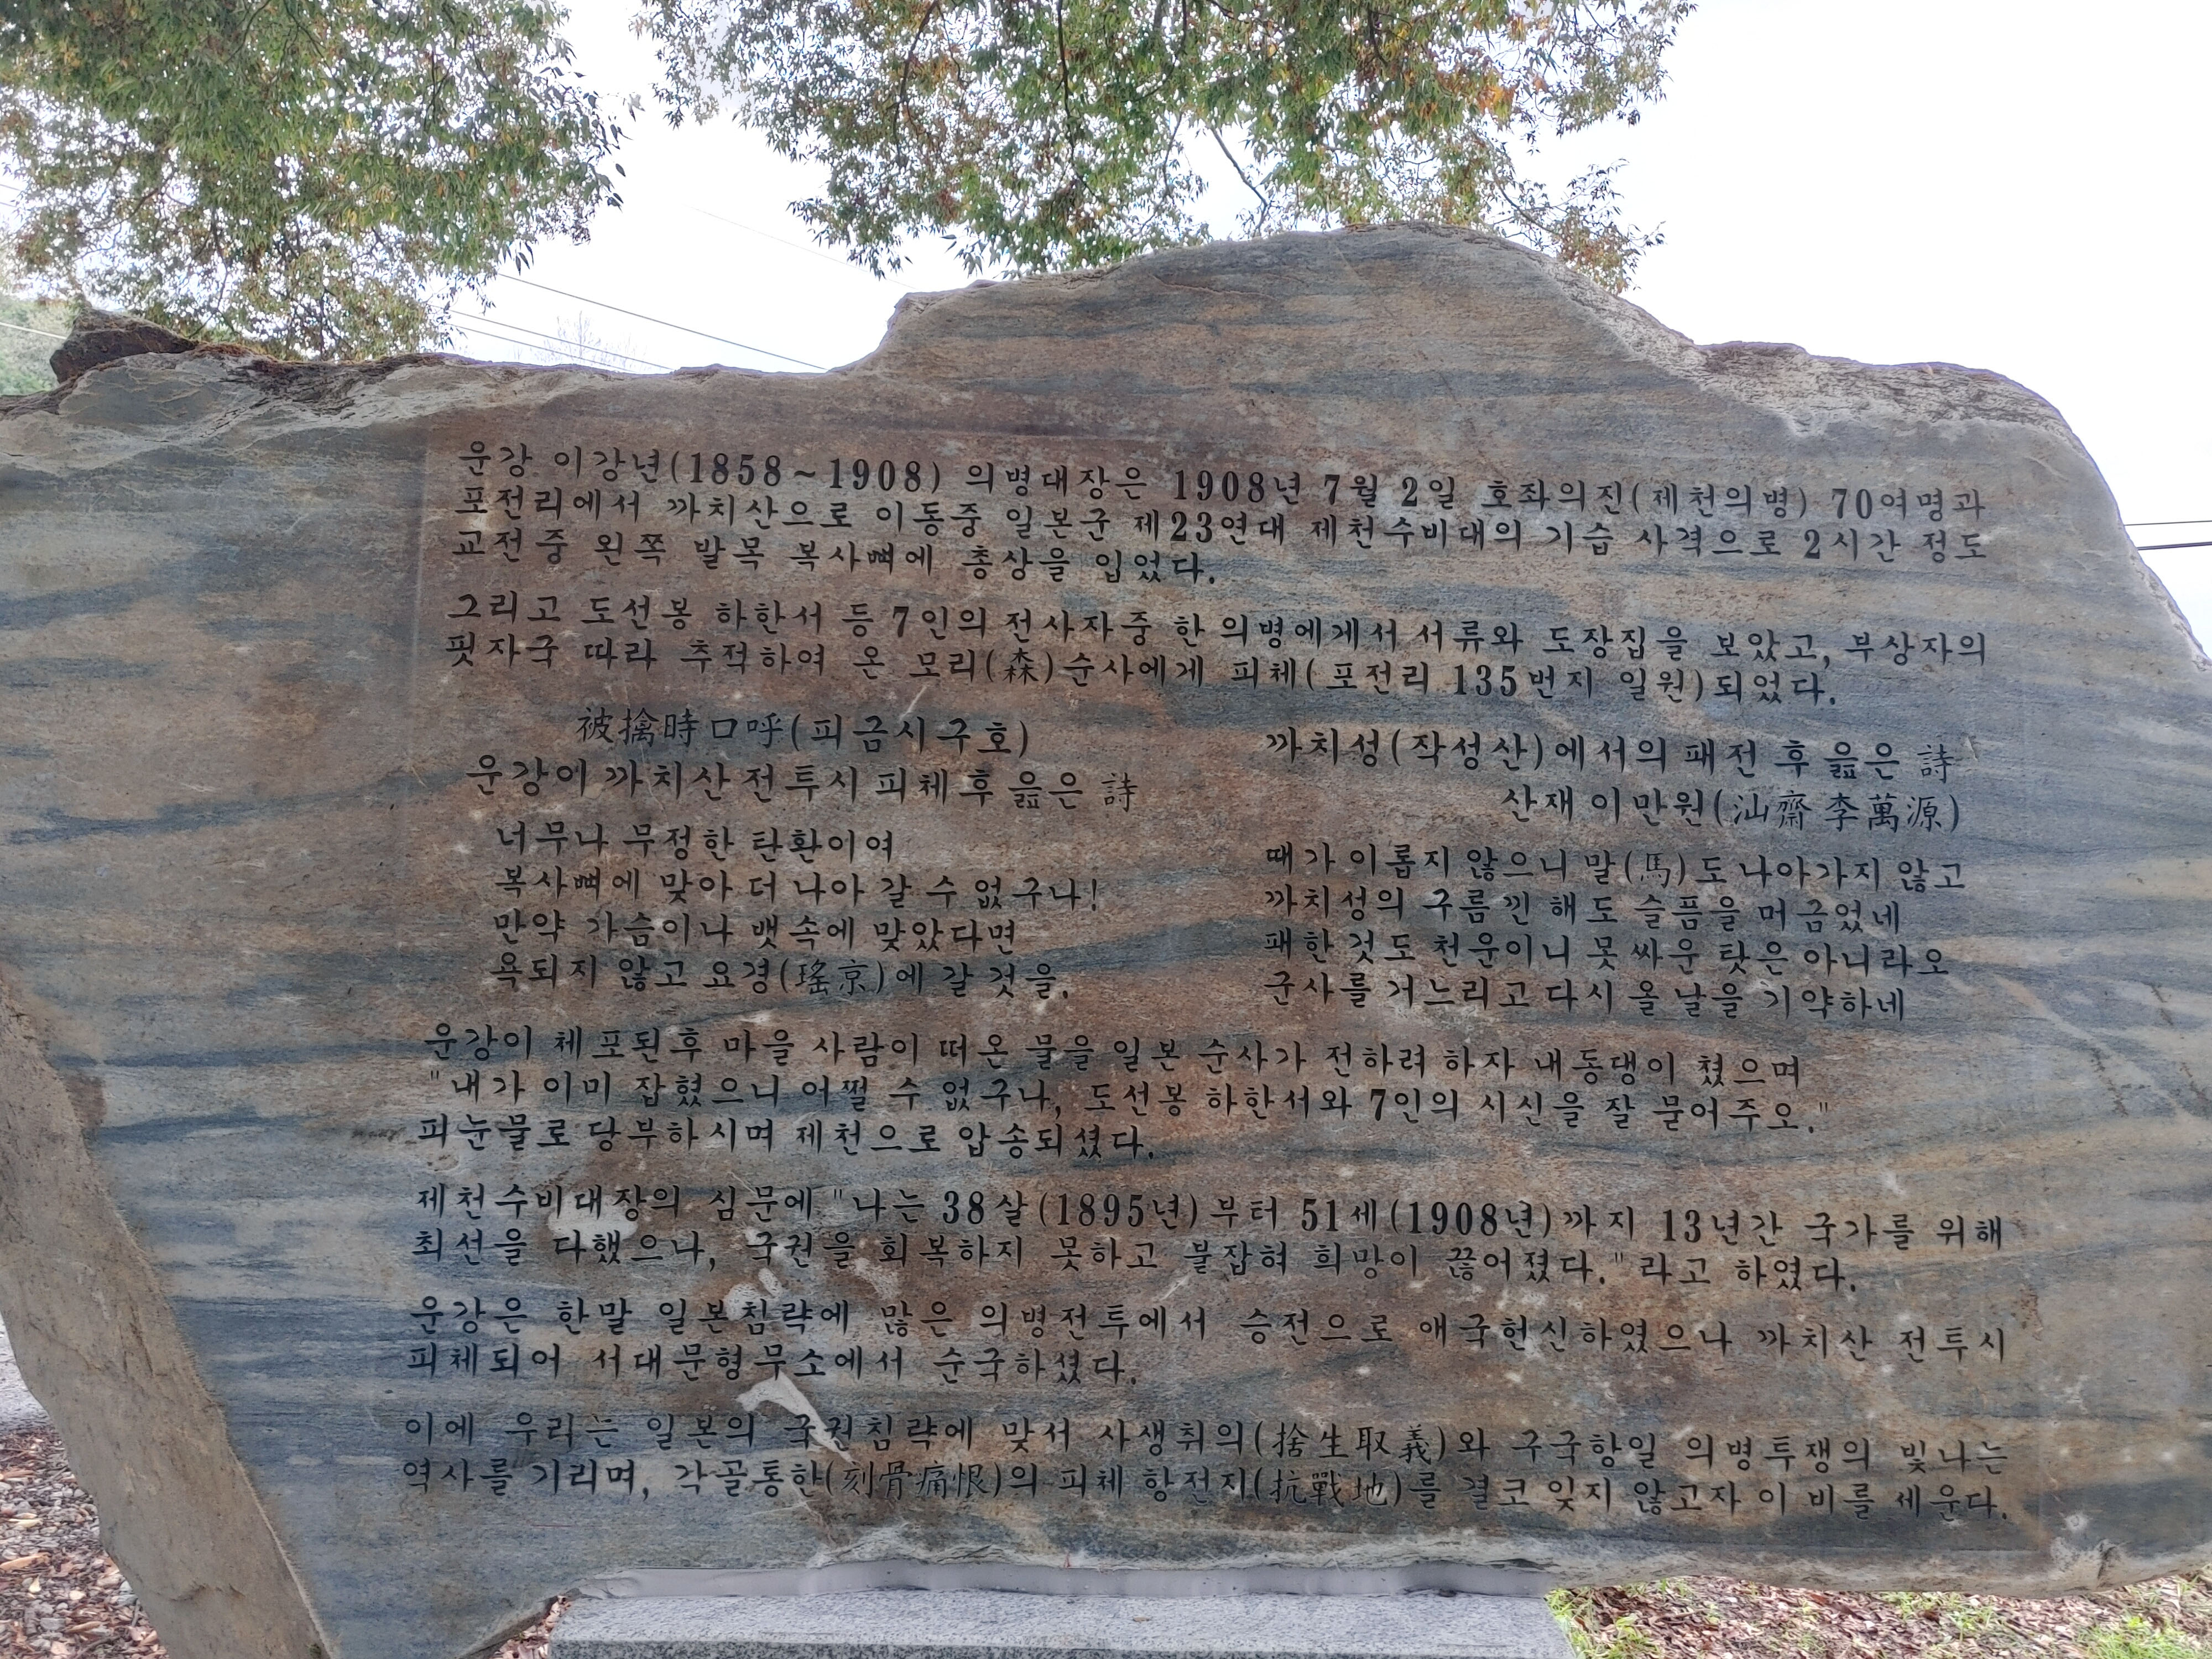 운강 이강년(1858~1908) 의병대장은 1908년 7월 2일 호좌의진(제천의병) 70여명과
포전리에서 까치산으로 이동중 일본군 제23연대 제천수비대의 기습 사격으로 2시간 정도
교전중 왼쪽 발목 복사뼈에 총상을 입었다.
그리고 도선봉 하한서 등 7인의 전사자중 한 의병에게서 서류와 도장집을 보았고, 부상자의
핏자국 따라 추적하여 온 모리(森)순사에게 피체(포전리 135번지 일원)되었다.
被擒時口呼(피금시구호)
운강이 까치산 전투시 피체후 읊은 詩
너무나 무정한 탄환이여
복사뼈에 맞아 더 나아 갈 수 없구나!
만약 가슴이나 뱃속에 맞았다면
욕되지 않고 요경(瑤京)에 갈 것을.
까치성(작성산)에서의 패전 후 읊은 詩
산재 이만원(汕齋 李萬源)
때가 이롭지 않으니 말(馬)도 나아가지 않고
까치성의 구름낀 해도 슬픔을 머금었네
패한 것도 천운이니 못 싸운 탓은 아니라오
군사를 거느리고 다시 올 날을 기약하네
운강이 체포된후 마을 사람이 떠온 물을 일본 순사가 전하려 하자 내동댕이 쳤으며
"내가 이미 잡혔으니 어쩔 수 없구나, 도선봉 하한서와 7인의 시신을 잘 묻어주오."
피눈물로 당부하시며 제천으로 압송되셨다.
제천수비대장의 심문에 "나는 38살(1895년)부터 51세(1908년)까지 13년간 국가를 위해
최선을 다했으나, 국권을 회복하지 못하고 붙잡혀 희망이 끊어졌다."라고 하였다.
운강은 한말 일본침략에 많은 의병전투에서 승전으로 애국헌신하였으나 까치산 전투시
피체되어 서대문형무소에서 순국하셨다.
이에 우리는 일본의 국권침략에 맞서 사생취의(捨生取義)와 구국항일 의병투쟁의 빛나는
역사를 기리며, 각골통한(刻骨痛恨)의 피체 항전지(抗戰地)를 결코 잊지 않고자 이 비를 세운다.